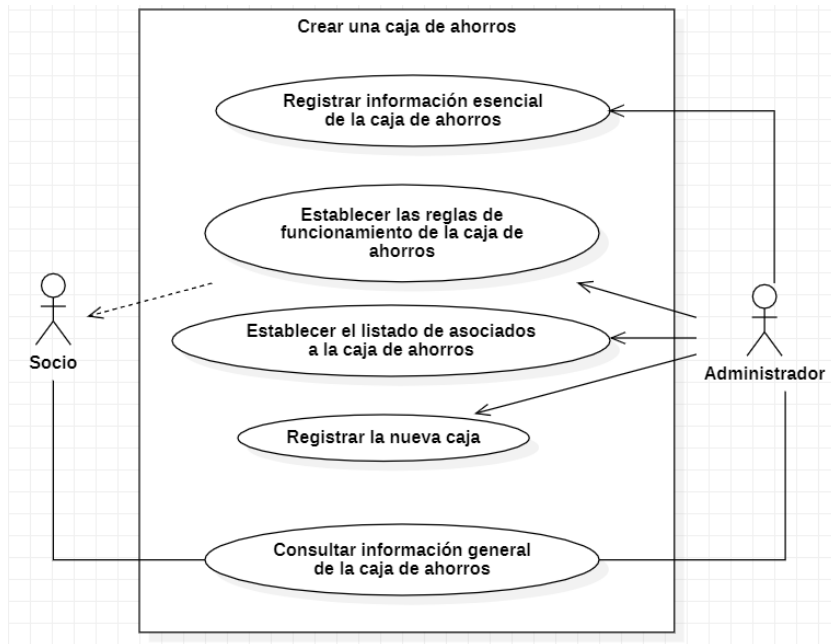 Crear una caja de ahorros
Registrar información esencial
de la caja de ahorros
Establecer las reglas de
funcionamiento de la caja de
ahorros
Establecer el listado de asociados
a la caja de ahorros
Socio
Administrador
Registrar la nueva caja
Consultar información general
de la caja de ahorros